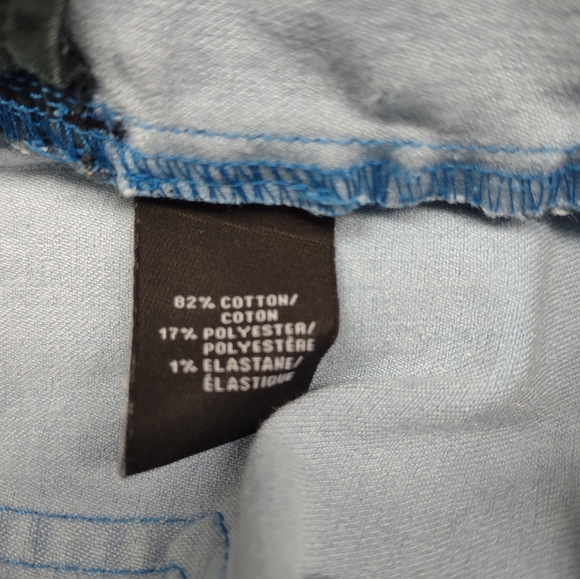 82% COTTON/
COTON
17% POLYESTER/
POLYESTÈRE
1% ELASTANE/
ÉLASTIQUE